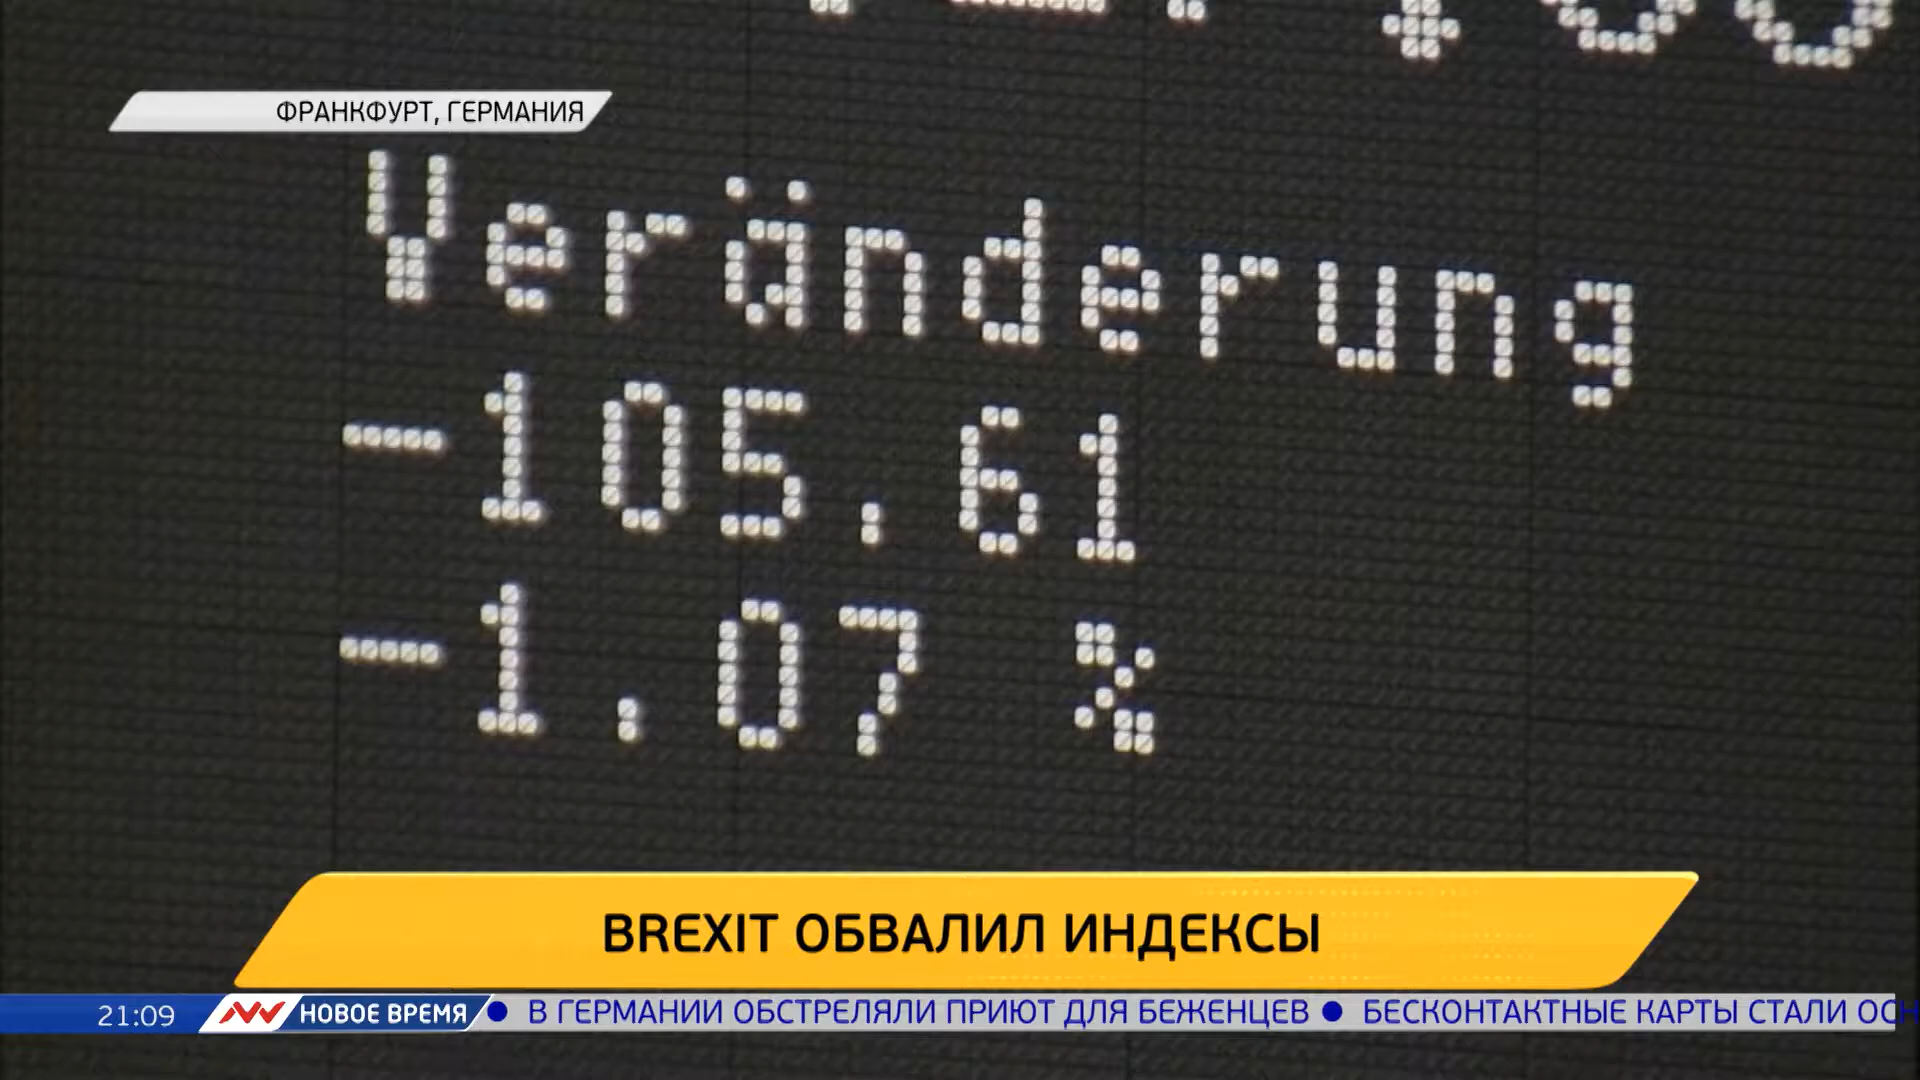 ФРАНКФУРТ, ГЕРМАНИЯ
Veränderung
-105,61
-1,07 %
BREXIT ОБВАЛИЛ ИНДЕКСЫ
21:09 НОВОЕ ВРЕМЯ ● В ГЕРМАНИИ ОБСТРЕЛЯЛИ ПРИЮТ ДЛЯ БЕЖЕНЦЕВ ● БЕСКОНТАКТНЫЕ КАРТЫ СТАЛИ